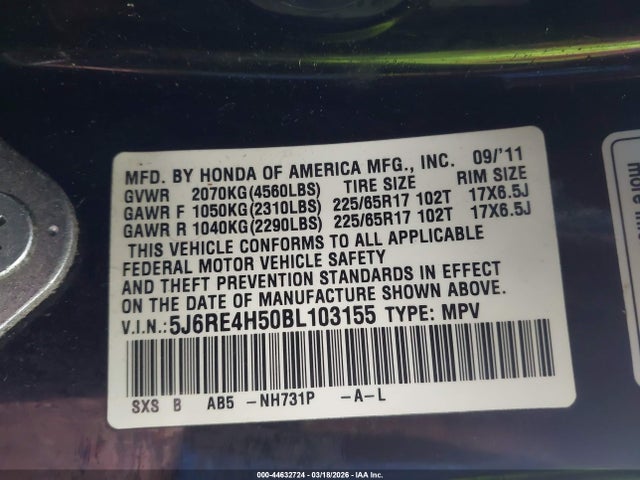 MFD. BY HONDA OF AMERICA MFG., INC. 09/'11
GVWR 2070KG(4560LBS) TIRE SIZE RIM SIZE
GAWR F 1050KG(2310LBS) 225/65R17 102T 17X6.5J
GAWR R 1040KG(2290LBS) 225/65R17 102T 17X6.5J
THIS VEHICLE CONFORMS TO ALL APPLICABLE
FEDERAL MOTOR VEHICLE SAFETY
AND THEFT PREVENTION STANDARDS IN EFFECT
ON THE DATE OF MANUFACTURE SHOWN ABOVE.
V.I.N.: 5J6RE4H50BL103155 TYPE: MPV
SXS B AB5 -NH731P -A-L
more
000-44632724 | 03/18/2026 | IAA Inc.